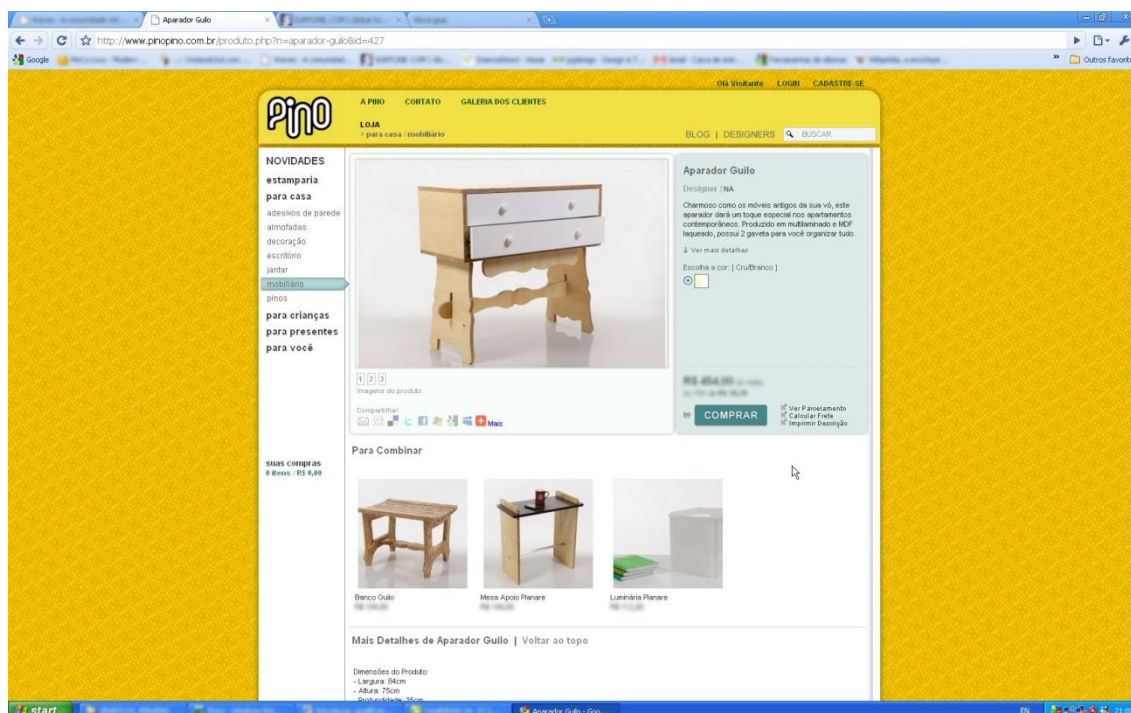 Aparador Guilo
http://www.pinopino.com.br/produto.php?n=aparador-guilo&id=427
Google
Outros favorit
Olá Visitante LOGIN CADASTRE-SE
Pino
A PINO CONTATO GALERIA DOS CLIENTES
LOJA
> para casa / mobiliário
BLOG | DESIGNERS BUSCAR
NOVIDADES
estamparia
para casa
adesivos de parede
almofadas
decoração
escritório
jantar
mobiliário
pinos
para crianças
para presentes
para você
suas compras
0 itens / R$ 0,00
1 2 3
Imagens do produto
Compartilhe!
Mais
Aparador Guilo
Designer | NA
Charmoso como os móveis antigos da sua vó, este
aparador dará um toque especial nos apartamentos
contemporâneos. Produzido em multilaminado e MDF
laqueado, possui 2 gaveta para você organizar tudo.
Ver mais detalhes
Escolha a cor: [ Cru/Branco ]
COMPRAR
Ver Parcelamento
Calcular Frete
Imprimir Descrição
Para Combinar
Banco Guilo
Mesa Apoio Planare
Luminária Planare
Mais Detalhes de Aparador Guilo | Voltar ao topo
Dimensões do Produto:
- Largura: 84cm
- Altura: 75cm
- Profundidade: 35cm
start
Aparador Guilo - Goo...
EN